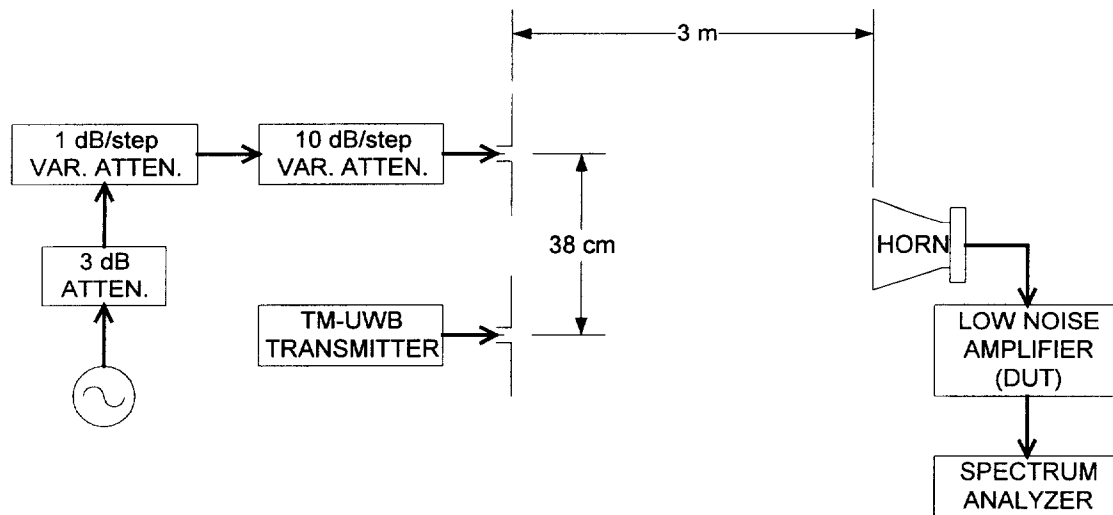 3 m
1 dB/step
VAR. ATTEN.
10 dB/step
VAR. ATTEN.
38 cm
HORN
3 dB
ATTEN.
TM-UWB
TRANSMITTER
LOW NOISE
AMPLIFIER
(DUT)
SPECTRUM
ANALYZER